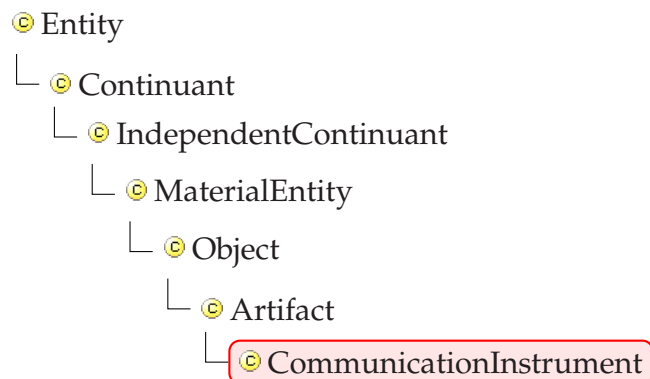 Entity
Continuant
IndependentContinuant
MaterialEntity
Object
Artifact
CommunicationInstrument